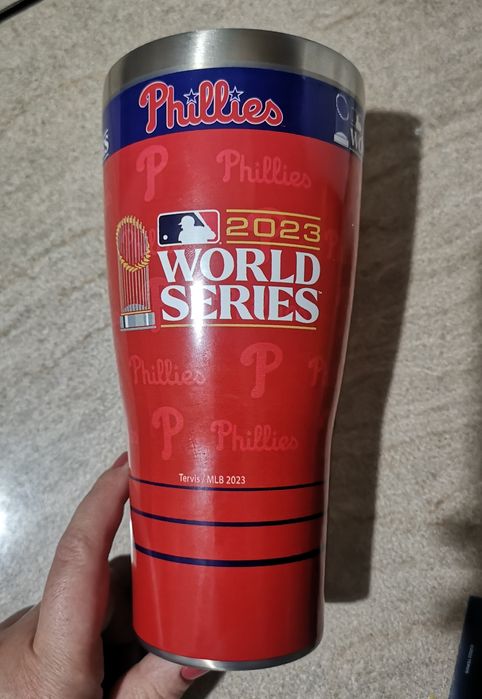 Phillies
P Phillies
2023
WORLD
SERIES
Phillies P P
P Phillies
Tervis / MLB 2023